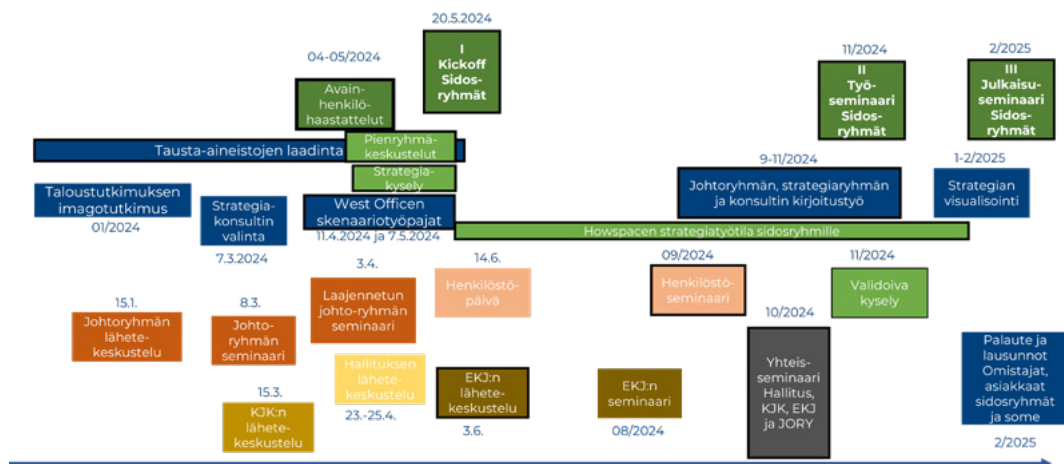 20.5.2024
I
Kickoff
Sidos-
ryhmät
04-05/2024
Avain-
henkilö-
haastattelut
11/2024
II
Työ-
seminaari
Sidos-
ryhmät
2/2025
III
Julkaisu-
seminaari
Sidos-
ryhmät
Tausta-aineistojen laadinta
Pienryhmä-
keskustelut
Strategia-
kysely
Taloustutkimuksen
imagotutkimus
01/2024
Strategia-
konsultin
valinta
7.3.2024
West Officen
skenaariotyöpajat
11.4.2024 ja 7.5.2024
9-11/2024
Johtoryhmän, strategiaryhmän
ja konsultin kirjoitustyö
1-2/2025
Strategian
visualisointi
Howspacen strategiatyötila sidosryhmille
15.1.
Johtoryhmän
lähete-
keskustelu
8.3.
Johto-
ryhmän
seminaari
3.4.
Laajennetun
johto-ryhmän
seminaari
14.6.
Henkilöstö-
päivä
09/2024
Henkilöstö-
seminaari
11/2024
Validoiva
kysely
15.3.
KJK:n
lähete-
keskustelu
Hallituksen
lähete-
keskustelu
23.-25.4.
EKJ:n
lähete-
keskustelu
3.6.
EKJ:n
seminaari
08/2024
10/2024
Yhteis-
seminaari
Hallitus,
KJK, EKJ
ja JORY
Palaute ja
lausunnot
Omistajat,
asiakkaat
sidosryhmät
ja some
2/2025